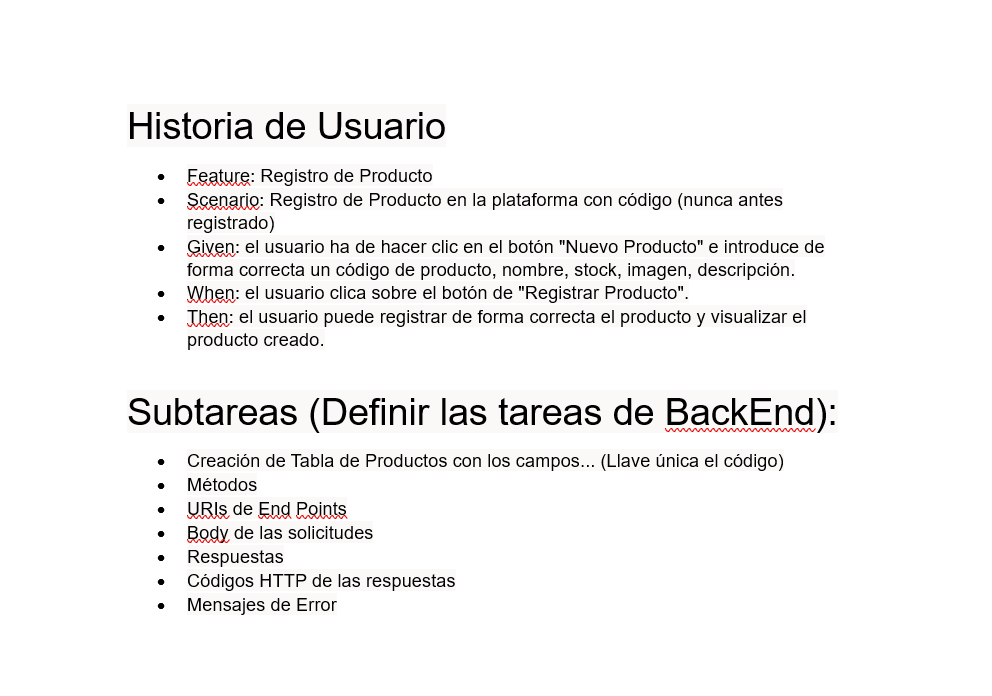 Historia de Usuario
• Feature: Registro de Producto
• Scenario: Registro de Producto en la plataforma con código (nunca antes
registrado)
• Given: el usuario ha de hacer clic en el botón "Nuevo Producto" e introduce de
forma correcta un código de producto, nombre, stock, imagen, descripción.
• When: el usuario clica sobre el botón de "Registrar Producto".
• Then: el usuario puede registrar de forma correcta el producto y visualizar el
producto creado.
Subtareas (Definir las tareas de BackEnd):
• Creación de Tabla de Productos con los campos... (Llave única el código)
• Métodos
• URIs de End Points
• Body de las solicitudes
• Respuestas
• Códigos HTTP de las respuestas
• Mensajes de Error